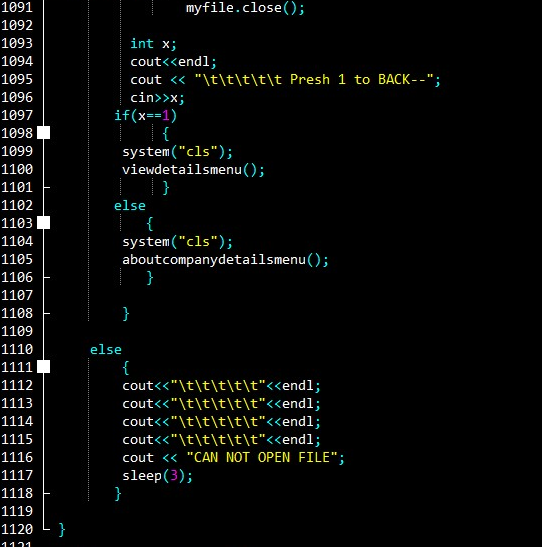 1091 myfile.close();
1092
1093 int x;
1094 cout<<endl;
1095 cout << "\t\t\t\t\t Presh 1 to BACK--";
1096 cin>>x;
1097 if(x==1)
1098 {
1099 system("cls");
1100 viewdetailsmenu();
1101 }
1102 else
1103 {
1104 system("cls");
1105 aboutcompanydetailsmenu();
1106 }
1107
1108 }
1109
1110 else
1111 {
1112 cout<<"\t\t\t\t\t"<<endl;
1113 cout<<"\t\t\t\t\t"<<endl;
1114 cout<<"\t\t\t\t\t"<<endl;
1115 cout<<"\t\t\t\t\t"<<endl;
1116 cout << "CAN NOT OPEN FILE";
1117 sleep(3);
1118 }
1119
1120 }
1121